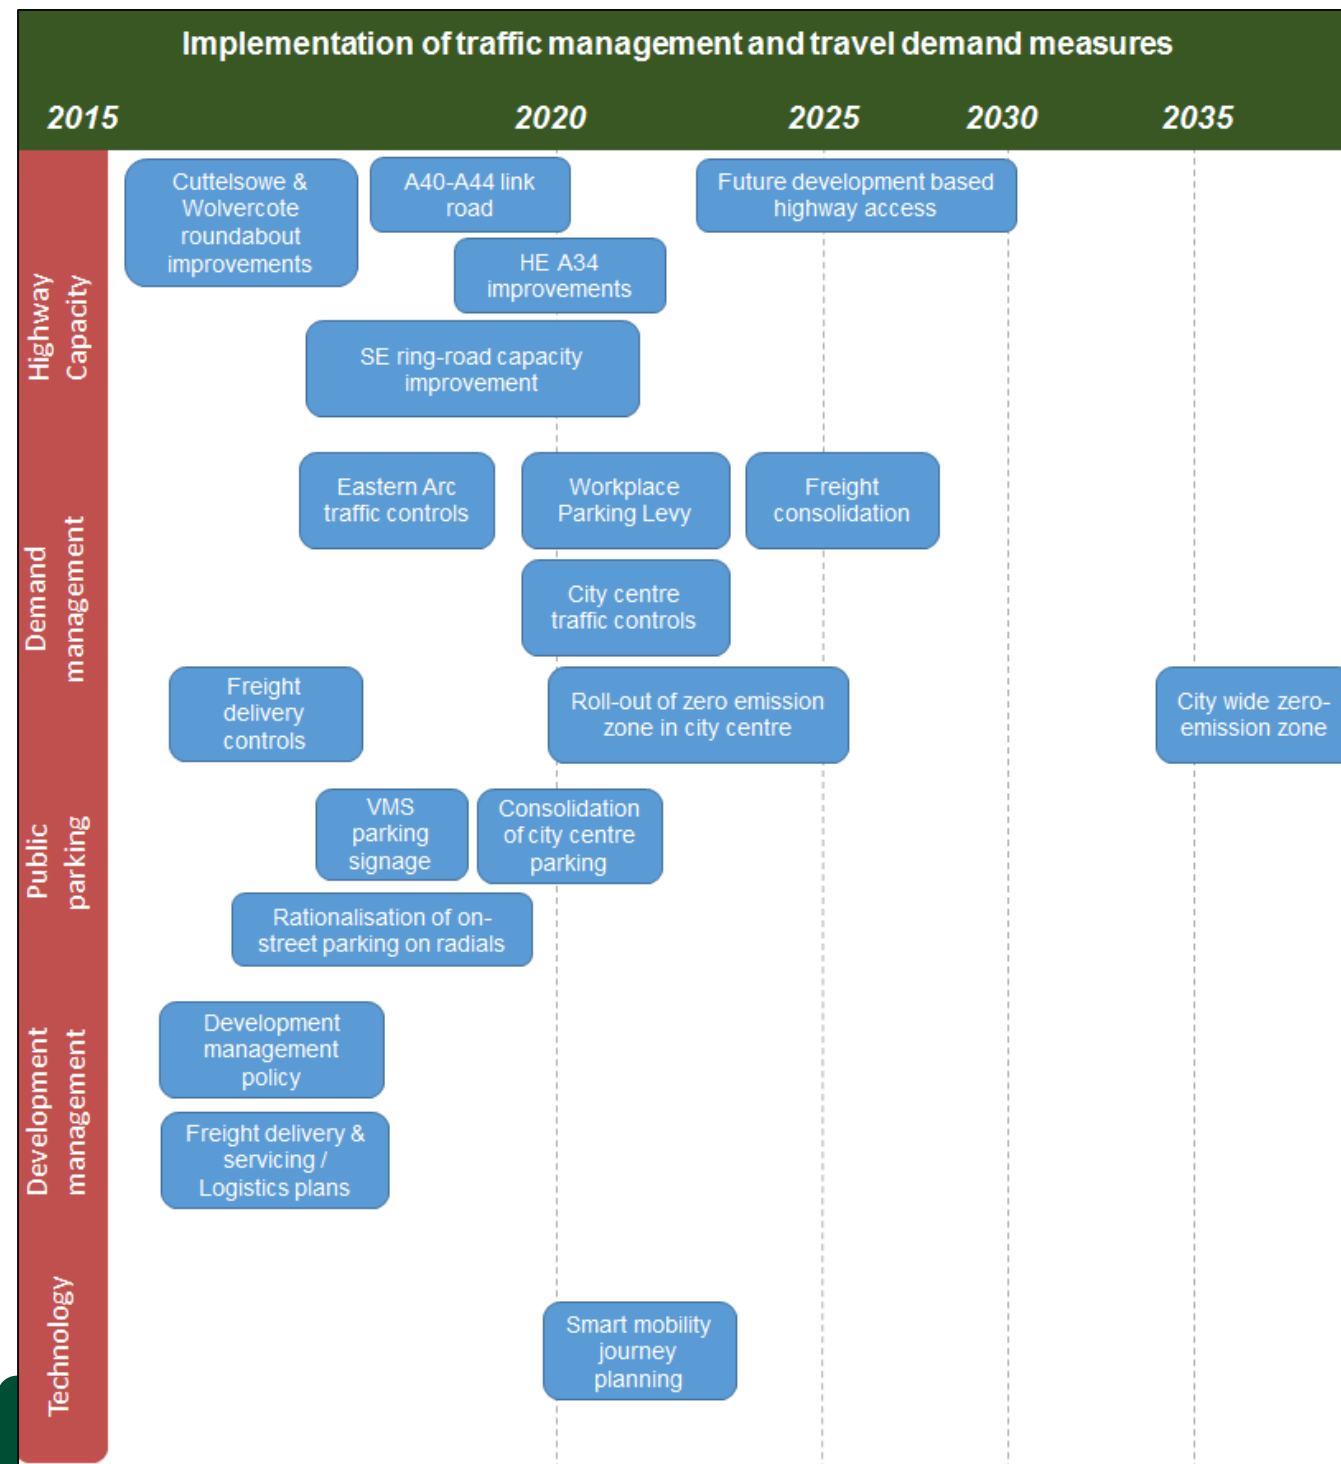 Implementation of traffic management and travel demand measures
2015
2020
2025
2030
2035
Highway
Capacity
Cuttelsowe &
Wolvercote
roundabout
improvements
A40-A44 link
road
Future development based
highway access
HE A34
improvements
SE ring-road capacity
improvement
Demand
management
Eastern Arc
traffic controls
Workplace
Parking Levy
Freight
consolidation
City centre
traffic controls
Freight
delivery
controls
Roll-out of zero emission
zone in city centre
City wide zero-
emission zone
Public
parking
VMS
parking
signage
Consolidation
of city centre
parking
Rationalisation of on-
street parking on radials
Development
management
Development
management
policy
Freight delivery &
servicing /
Logistics plans
Technology
Smart mobility
journey
planning